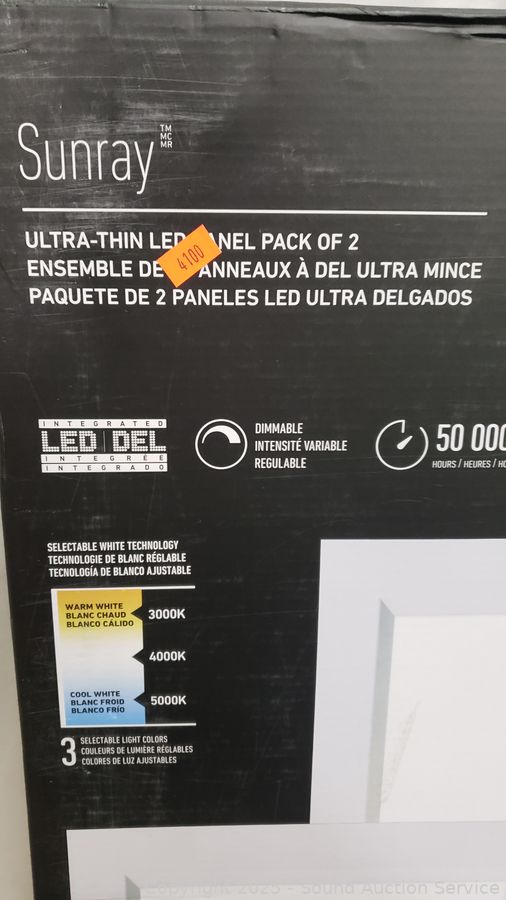 Sunray
TM
MC
MR
ULTRA-THIN LED PANEL PACK OF 2
4100
ENSEMBLE DE ANNEAUX À DEL ULTRA MINCE
PAQUETE DE 2 PANELES LED ULTRA DELGADOS
INTEGRATED
LED DEL
INTEGRÉE
INTEGRADO
DIMMABLE
INTENSITÉ VARIABLE
REGULABLE
50 000
HOURS / HEURES /
SELECTABLE WHITE TECHNOLOGY
TECHNOLOGIE DE BLANC RÉGLABLE
TECNOLOGÍA DE BLANCO AJUSTABLE
WARM WHITE
BLANC CHAUD
BLANCO CÁLIDO
3000K
4000K
COOL WHITE
BLANC FROID
BLANCO FRÍO
5000K
3 SELECTABLE LIGHT COLORS
COULEURS DE LUMIÈRE RÉGLABLES
COLORES DE LUZ AJUSTABLES
Copyright 2025 - Sound Auction Service